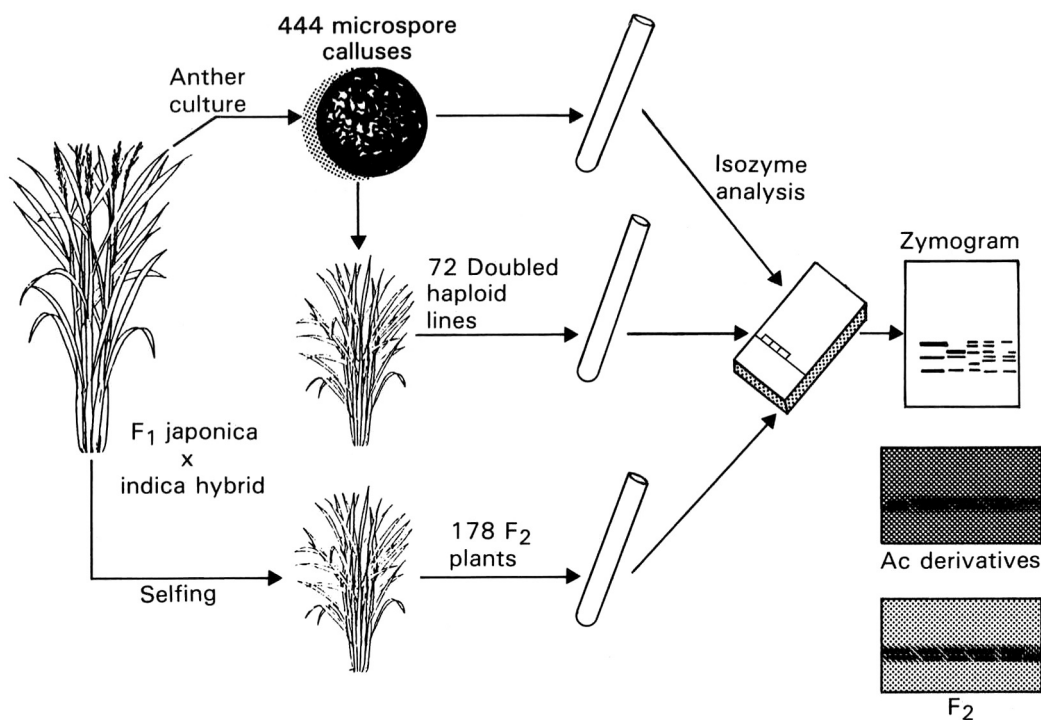 444 microspore
calluses
Anther
culture
Isozyme
analysis
Zymogram
72 Doubled
haploid
lines
F₁ japonica
x
indica hybrid
178 F₂
plants
Selfing
Ac derivatives
F₂